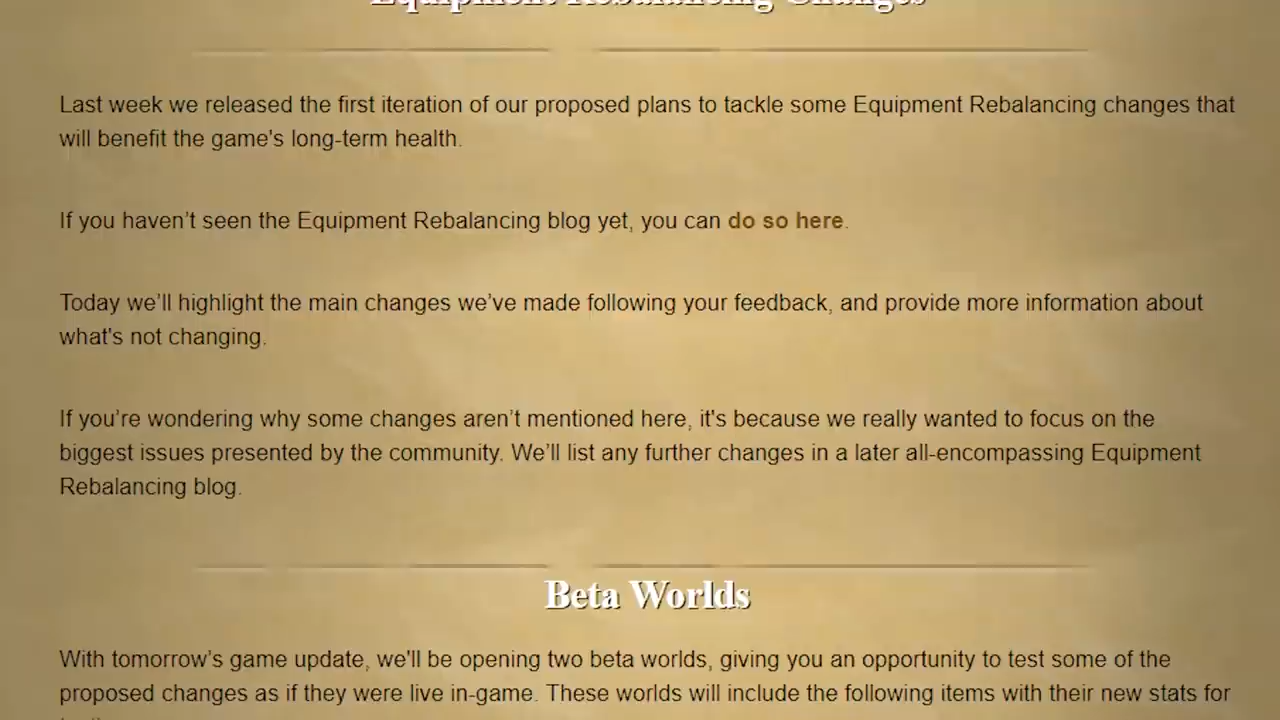 Equipment Rebalancing Changes
Last week we released the first iteration of our proposed plans to tackle some Equipment Rebalancing changes that
will benefit the game's long-term health.
If you haven’t seen the Equipment Rebalancing blog yet, you can do so here.
Today we’ll highlight the main changes we’ve made following your feedback, and provide more information about
what's not changing.
If you’re wondering why some changes aren’t mentioned here, it's because we really wanted to focus on the
biggest issues presented by the community. We’ll list any further changes in a later all-encompassing Equipment
Rebalancing blog.
Beta Worlds
With tomorrow’s game update, we'll be opening two beta worlds, giving you an opportunity to test some of the
proposed changes as if they were live in-game. These worlds will include the following items with their new stats for